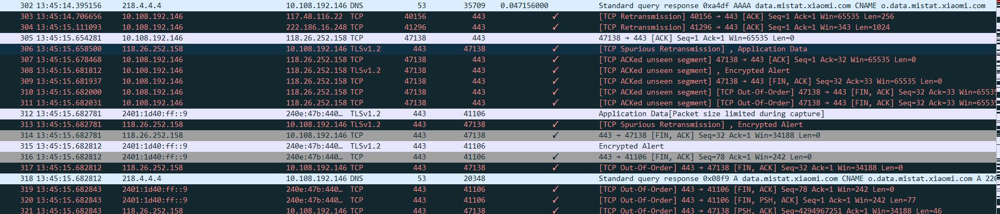 302 13:45:14.395156 218.4.4.4 10.108.192.146 DNS 53 35709 0.047156000 Standard query response 0xa4df AAAA data.mistat.xiaomi.com CNAME o.data.mistat.xiaomi.com
303 13:45:14.706656 10.108.192.146 117.48.116.22 TCP 40156 443 ✓ [TCP Retransmission] 40156 → 443 [ACK] Seq=1 Ack=1 Win=65535 Len=256
304 13:45:15.111093 10.108.192.146 222.186.16.248 TCP 41296 443 ✓ [TCP Retransmission] 41296 → 443 [ACK] Seq=1 Ack=1 Win=343 Len=1024
305 13:45:15.654281 10.108.192.146 118.26.252.158 TCP 47138 443 47138 → 443 [ACK] Seq=1 Ack=1 Win=65535 Len=0
306 13:45:15.658500 118.26.252.158 10.108.192.146 TLSv1.2 443 47138 ✓ [TCP Spurious Retransmission] , Application Data
307 13:45:15.678468 10.108.192.146 118.26.252.158 TCP 47138 443 ✓ [TCP ACKed unseen segment] 47138 → 443 [ACK] Seq=1 Ack=32 Win=65535 Len=0
308 13:45:15.681812 10.108.192.146 118.26.252.158 TLSv1.2 47138 443 ✓ [TCP ACKed unseen segment] , Encrypted Alert
309 13:45:15.681937 10.108.192.146 118.26.252.158 TCP 47138 443 ✓ [TCP ACKed unseen segment] 47138 → 443 [FIN, ACK] Seq=32 Ack=33 Win=65535 Len=0
310 13:45:15.682000 10.108.192.146 118.26.252.158 TCP 47138 443 ✓ [TCP ACKed unseen segment] [TCP Out-Of-Order] 47138 → 443 [FIN, ACK] Seq=32 Ack=33 Win=65535
311 13:45:15.682031 10.108.192.146 118.26.252.158 TCP 47138 443 ✓ [TCP ACKed unseen segment] [TCP Out-Of-Order] 47138 → 443 [FIN, ACK] Seq=32 Ack=33 Win=65535
312 13:45:15.682781 2401:1d40:ff::9 240e:47b:440… TLSv1.2 443 41106 Application Data[Packet size limited during capture]
313 13:45:15.682781 118.26.252.158 10.108.192.146 TLSv1.2 443 47138 ✓ [TCP Spurious Retransmission] , Encrypted Alert
314 13:45:15.682781 118.26.252.158 10.108.192.146 TCP 443 47138 ✓ 443 → 47138 [FIN, ACK] Seq=32 Ack=1 Win=34188 Len=0
315 13:45:15.682812 2401:1d40:ff::9 240e:47b:440… TLSv1.2 443 41106 Encrypted Alert
316 13:45:15.682812 2401:1d40:ff::9 240e:47b:440… TCP 443 41106 ✓ 443 → 41106 [FIN, ACK] Seq=78 Ack=1 Win=242 Len=0
317 13:45:15.682812 118.26.252.158 10.108.192.146 TCP 443 47138 ✓ [TCP Out-Of-Order] 443 → 47138 [FIN, ACK] Seq=32 Ack=1 Win=34188 Len=0
318 13:45:15.682812 218.4.4.4 10.108.192.146 DNS 53 20348 Standard query response 0x08f9 A data.mistat.xiaomi.com CNAME o.data.mistat.xiaomi.com A 220
319 13:45:15.682843 2401:1d40:ff::9 240e:47b:440… TCP 443 41106 ✓ [TCP Out-Of-Order] 443 → 41106 [FIN, ACK] Seq=78 Ack=1 Win=242 Len=0
320 13:45:15.682843 2401:1d40:ff::9 240e:47b:440… TCP 443 41106 ✓ [TCP Out-Of-Order] 443 → 41106 [FIN, PSH, ACK] Seq=1 Ack=1 Win=242 Len=77
321 13:45:15.682843 118.26.252.158 10.108.192.146 TCP 443 47138 ✓ [TCP Out-Of-Order] 443 → 47138 [PSH, ACK] Seq=4294967251 Ack=1 Win=34188 Len=46